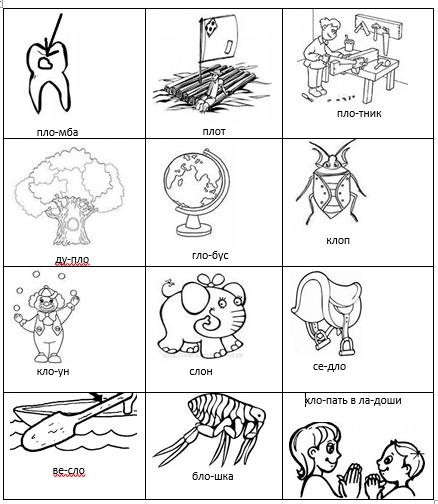 пло-мба
плот
пло-тник
ду-пло
гло-бус
клоп
кло-ун
слон
се-дло
ве-сло
бло-шка
хло-пать в ла-доши